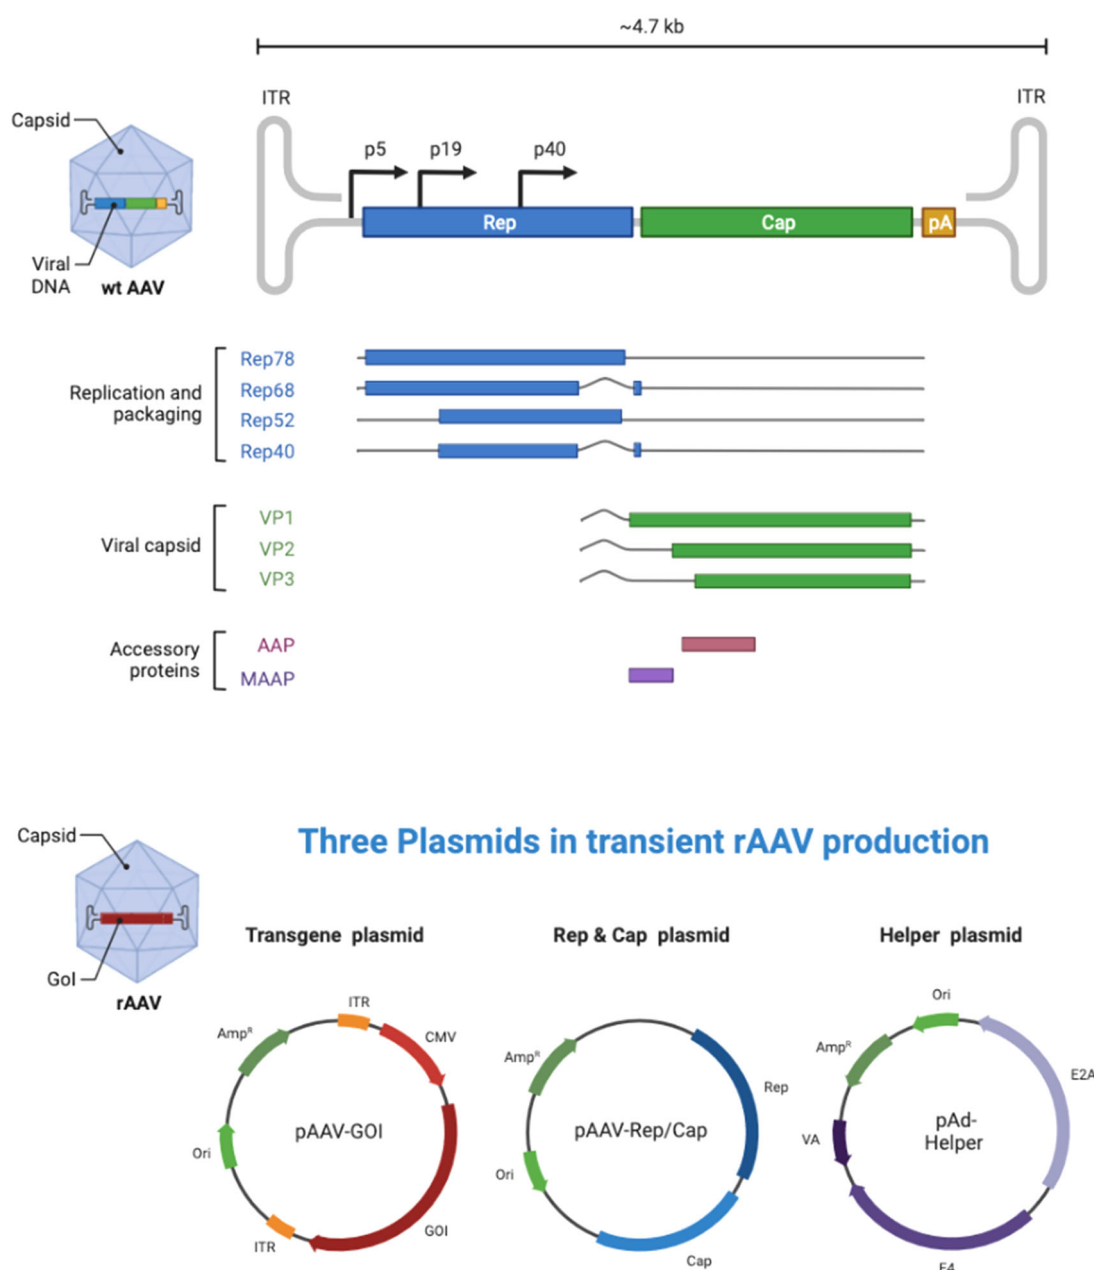 ~4.7 kb
ITR
ITR
Capsid
p5
p19
p40
Rep
Cap
pA
Viral
DNA
wt AAV
Replication and
packaging
Rep78
Rep68
Rep52
Rep40
Viral capsid
VP1
VP2
VP3
Accessory
proteins
AAP
MAAP
Capsid
GoI
rAAV
Three Plasmids in transient rAAV production
Transgene plasmid
Rep & Cap plasmid
Helper plasmid
ITR
AmpR
CMV
pAAV-GOI
Ori
ITR
GOI
AmpR
Rep
pAAV-Rep/Cap
Ori
Cap
Ori
AmpR
E2A
pAd-
Helper
VA
E4